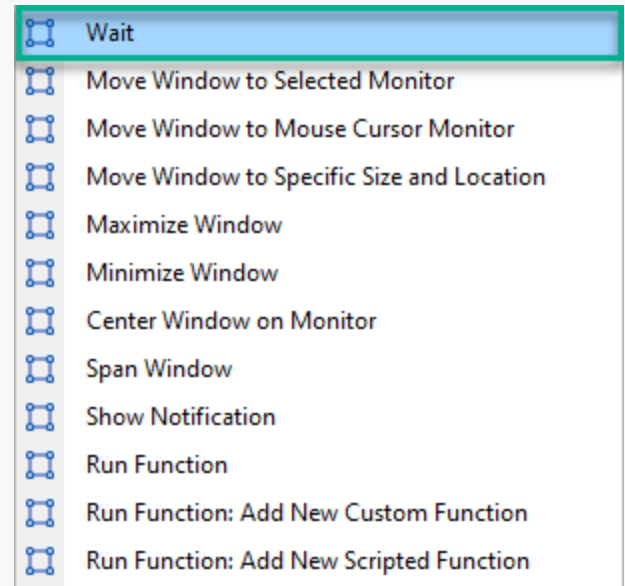 Wait
Move Window to Selected Monitor
Move Window to Mouse Cursor Monitor
Move Window to Specific Size and Location
Maximize Window
Minimize Window
Center Window on Monitor
Span Window
Show Notification
Run Function
Run Function: Add New Custom Function
Run Function: Add New Scripted Function